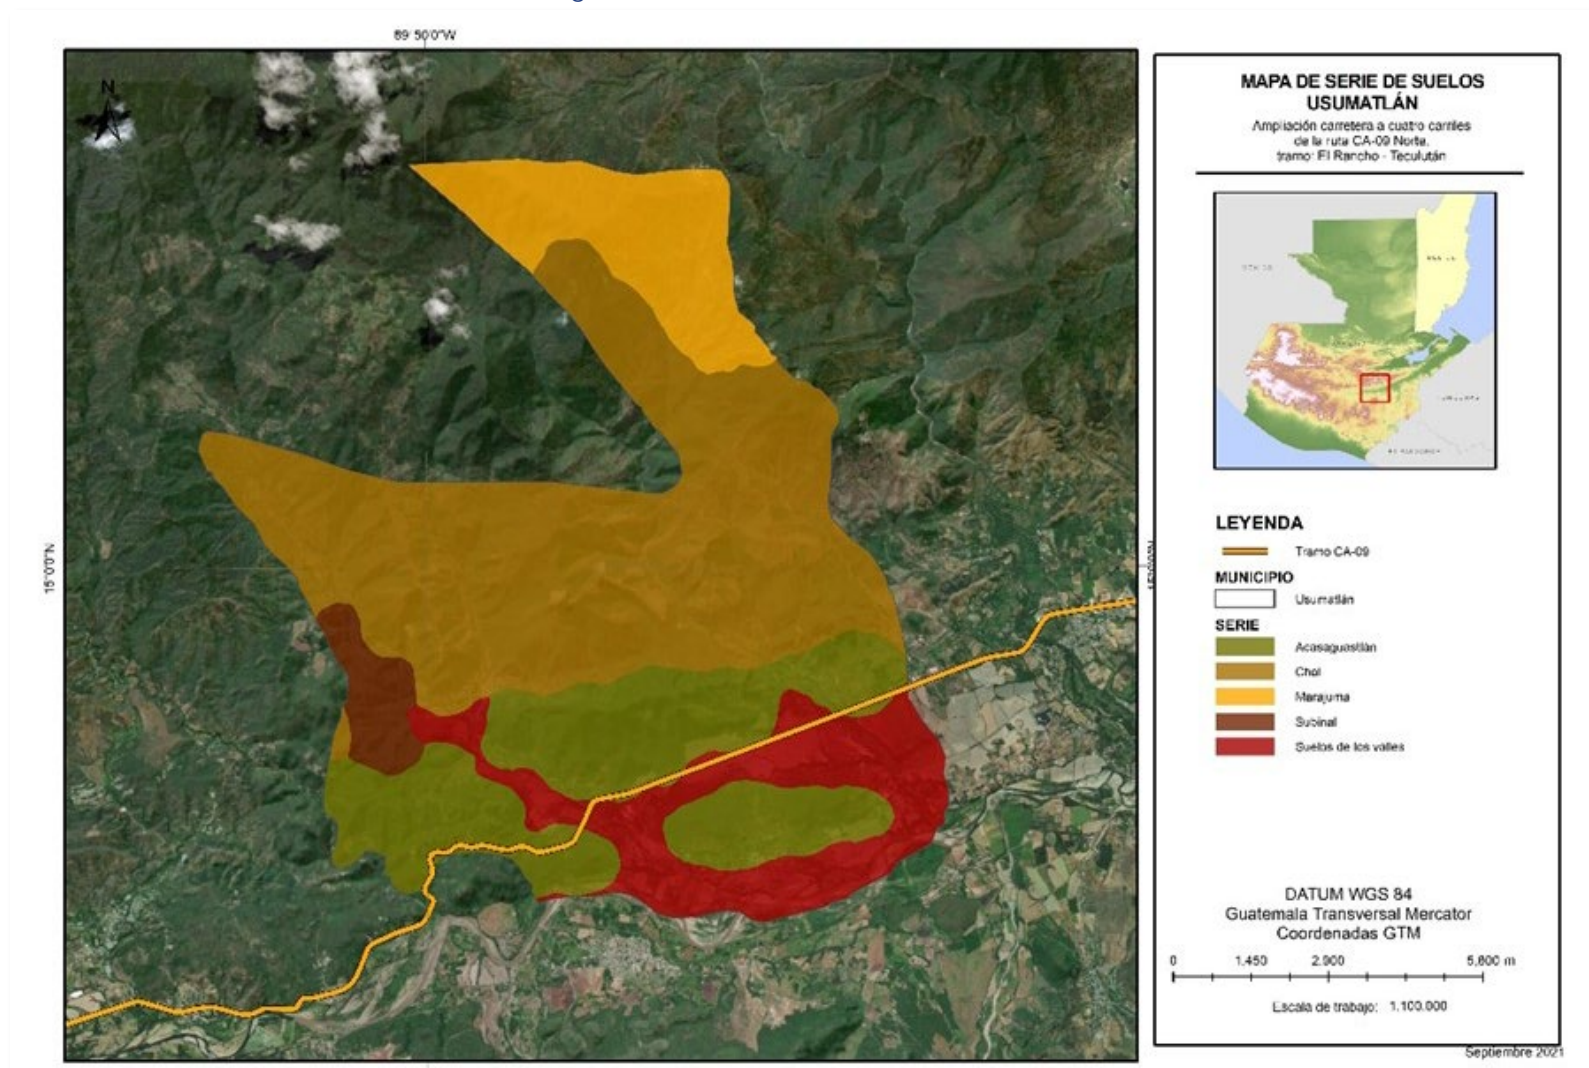 89°50'0"W
N
15°0'0"N
MAPA DE SERIE DE SUELOS
USUMATLÁN
Ampliación carretera a cuatro carriles
de la ruta CA-09 Norte,
tramo: El Rancho - Teculután
LEYENDA
Tramo CA-09
MUNICIPIO
Usumatlán
SERIE
Acasaguastlán
Chol
Marajuma
Subinal
Suelos de los valles
DATUM WGS 84
Guatemala Transversal Mercator
Coordenadas GTM
0 1,450 2,900 5,800 m
Escala de trabajo: 1:100,000
Septiembre 2021